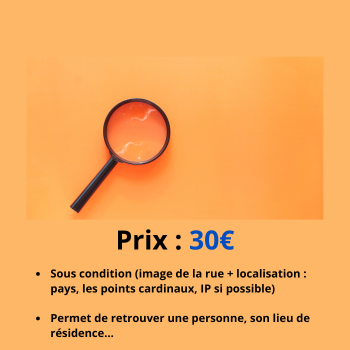 Prix : 30€
• Sous condition (image de la rue + localisation :
pays, les points cardinaux, IP si possible)
• Permet de retrouver une personne, son lieu de
résidence...